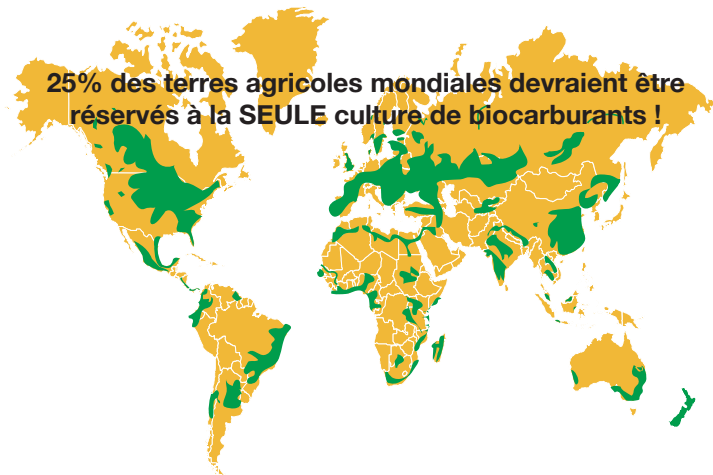 25% des terres agricoles mondiales devraient être
réservés à la SEULE culture de biocarburants !